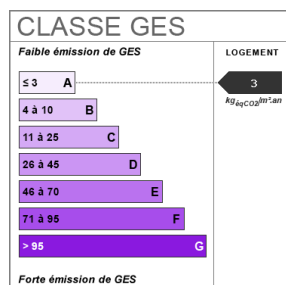 CLASSE GES
Faible émission de GES
LOGEMENT
≤ 3 A
3
kgéqCO2/m².an
4 à 10 B
11 à 25 C
26 à 45 D
46 à 70 E
71 à 95 F
> 95 G
Forte émission de GES